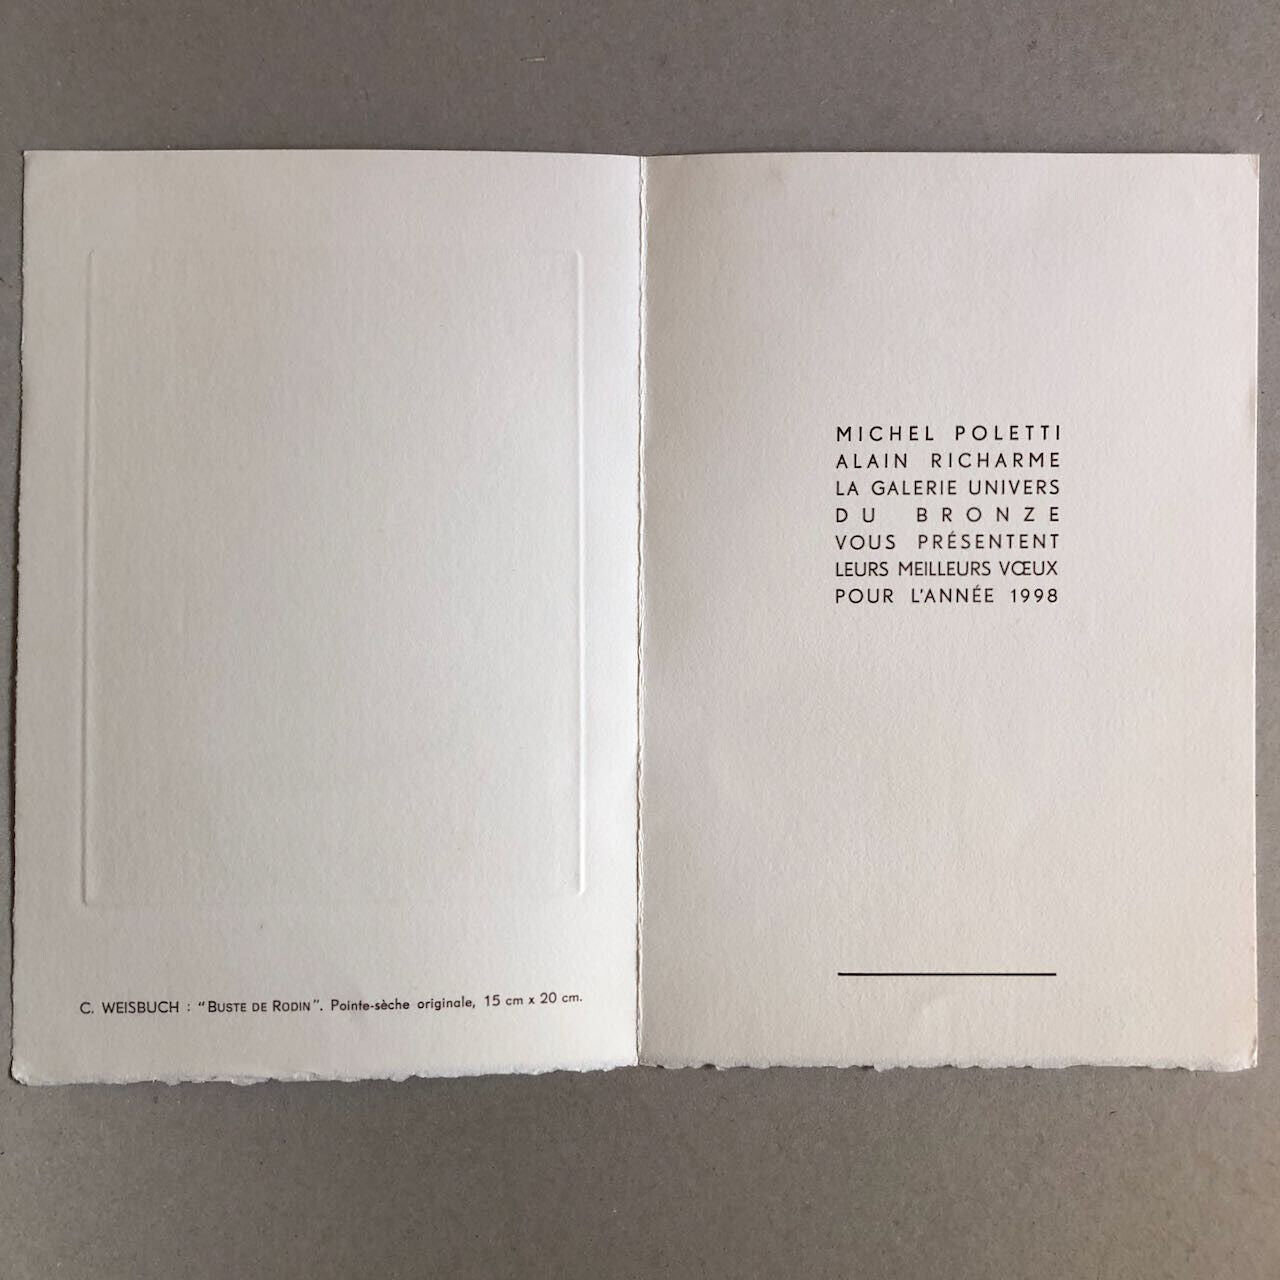 C. WEISBUCH : "BUSTE DE RODIN". Pointe-sèche originale, 15 cm x 20 cm.
MICHEL POLETTI
ALAIN RICHARME
LA GALERIE UNIVERS
DU BRONZE
VOUS PRÉSENTENT
LEURS MEILLEURS VŒUX
POUR L'ANNÉE 1998